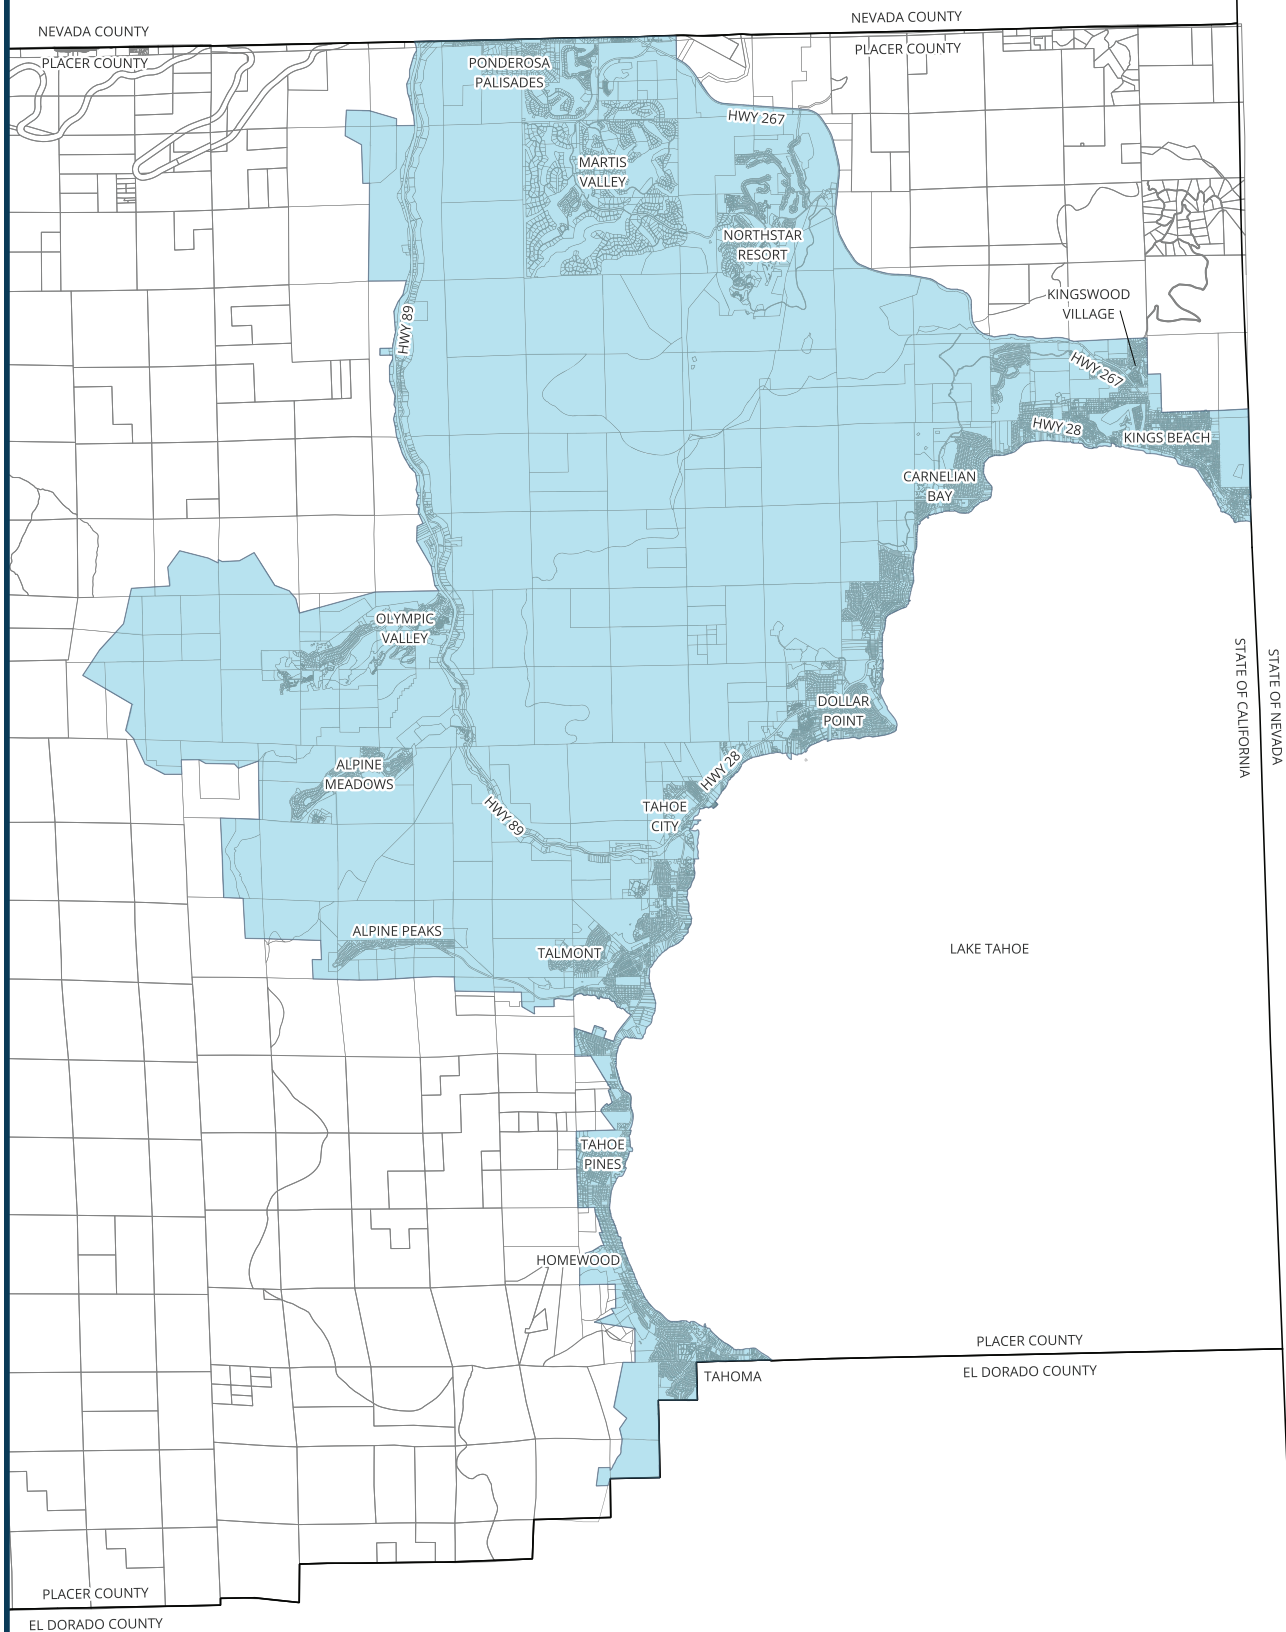 NEVADA COUNTY
NEVADA COUNTY
PLACER COUNTY
PLACER COUNTY
PONDEROSA
PALISADES
HWY 267
MARTIS
VALLEY
NORTHSTAR
RESORT
KINGSWOOD
VILLAGE
HWY 89
HWY 267
HWY 28
KINGS BEACH
CARNELIAN
BAY
OLYMPIC
VALLEY
STATE OF CALIFORNIA
STATE OF NEVADA
DOLLAR
POINT
ALPINE
MEADOWS
HWY 28
HWY 89
TAHOE
CITY
ALPINE PEAKS
TALMONT
LAKE TAHOE
TAHOE
PINES
HOMEWOOD
PLACER COUNTY
EL DORADO COUNTY
TAHOMA
PLACER COUNTY
EL DORADO COUNTY